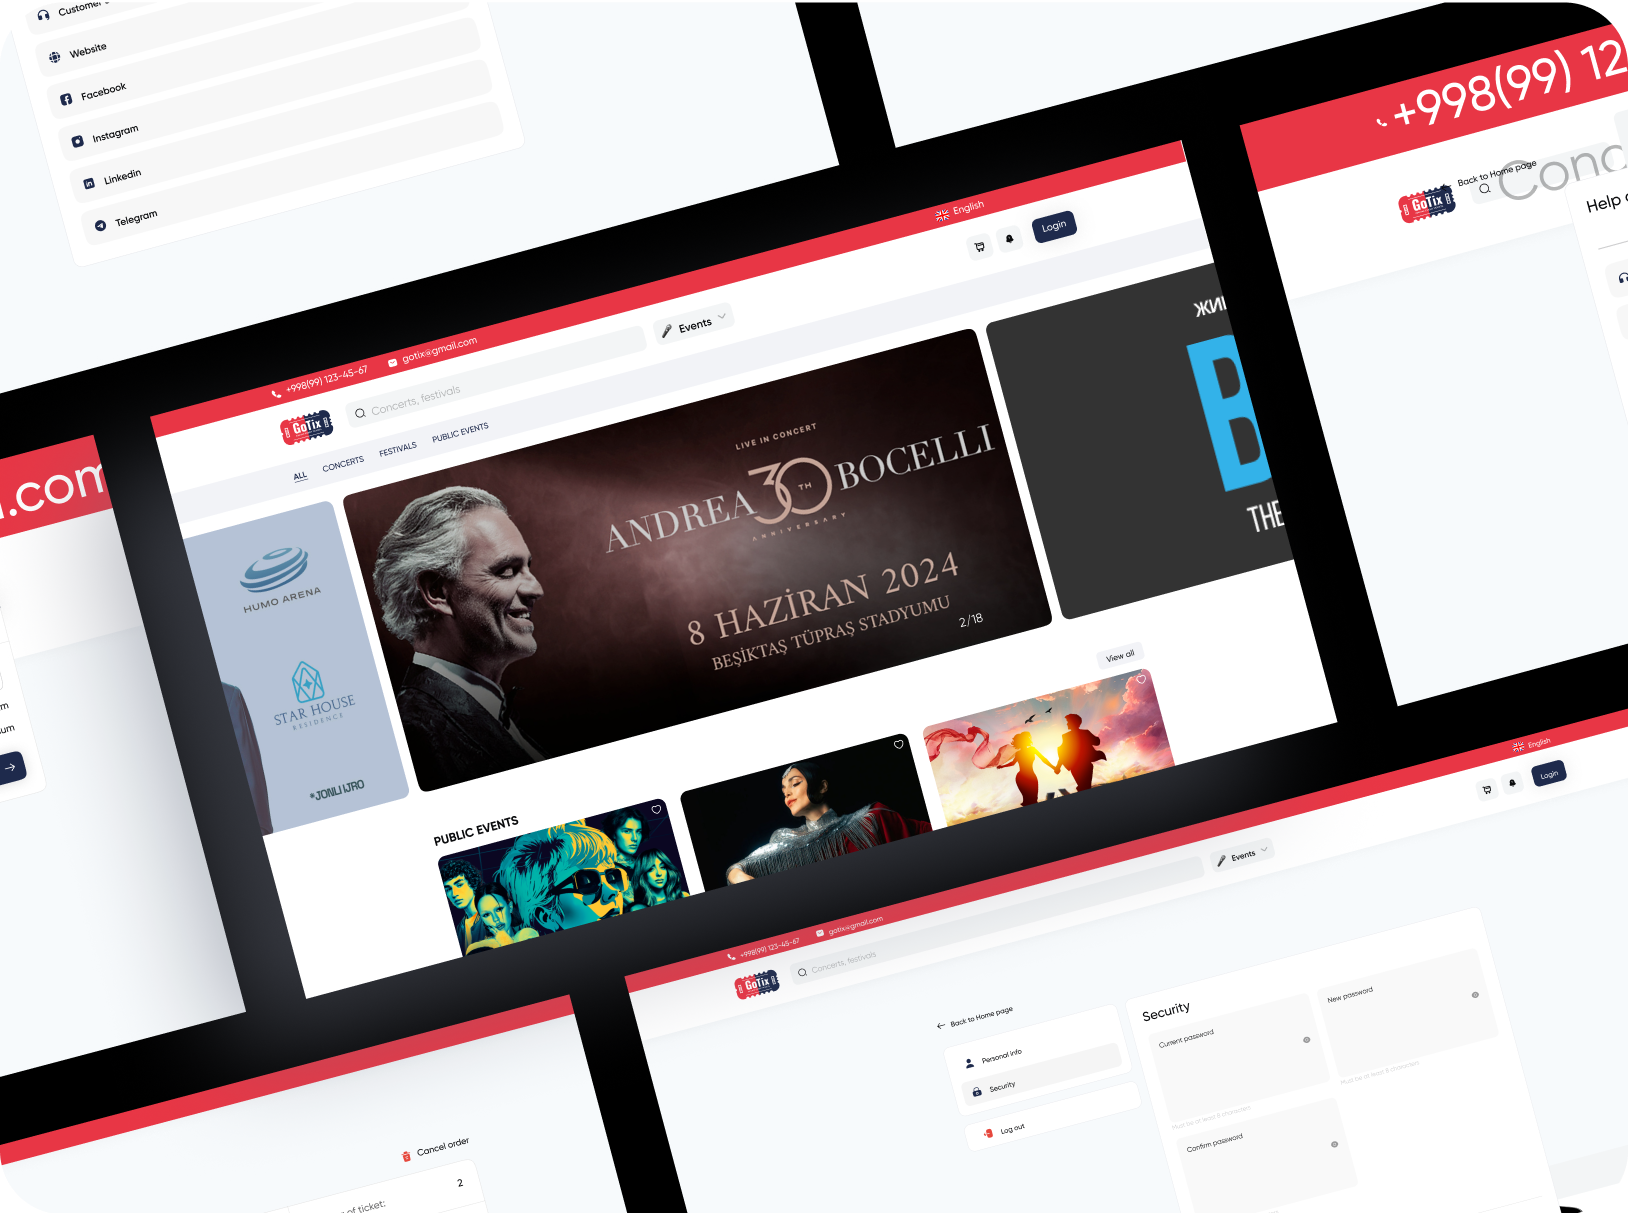 Customer
Website
Facebook
Instagram
Linkedin
Telegram
+998(99) 12
Back to Home page
GoTix
Conc
Help
English
Login
+998(99) 123-45-67
gotix@gmail.com
GoTix
Concerts, festivals
Events
ALL
CONCERTS
FESTIVALS
PUBLIC EVENTS
HUMO ARENA
STAR HOUSE
RESIDENCE
*JONLI IJRO
LIVE IN CONCERT
ANDREA 30TH BOCELLI
ANNIVERSARY
8 HAZİRAN 2024
BEŞİKTAŞ TÜPRAŞ STADYUMU
2/18
ЖИ
B
THE
View all
PUBLIC EVENTS
.com
um
English
Login
+998(99) 123-45-67
gotix@gmail.com
GoTix
Concerts, festivals
Events
Back to Home page
Personal info
Security
Log out
Security
Current password
Must be at least 8 characters
New password
Must be at least 8 characters
Confirm password
Cancel order
of ticket:
2